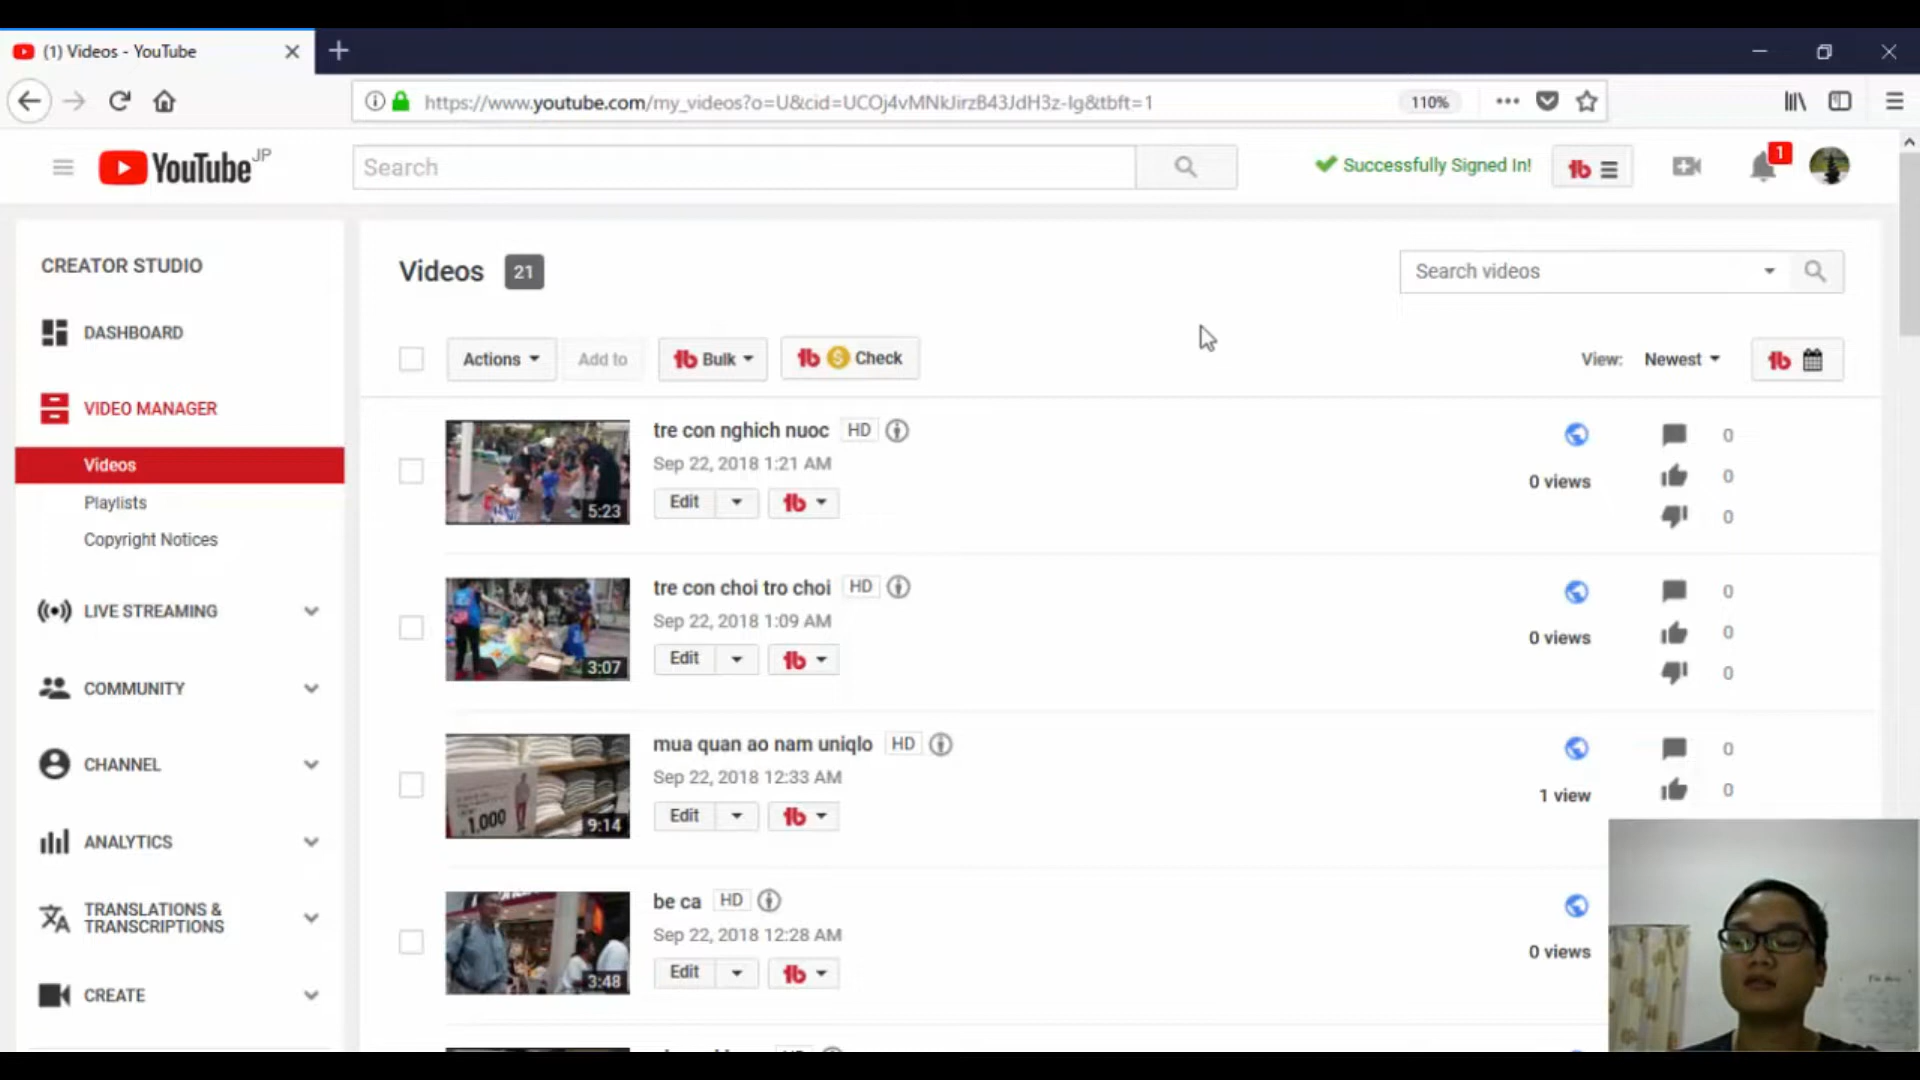 (1) Videos - YouTube
https://www.youtube.com/my_videos?o=U&cid=UCOj4vMNkJirzB43JdH3z-Ig&tbft=1
110%
YouTube JP
Search
Successfully Signed In!
1
CREATOR STUDIO
DASHBOARD
VIDEO MANAGER
Videos
Playlists
Copyright Notices
LIVE STREAMING
COMMUNITY
CHANNEL
ANALYTICS
TRANSLATIONS &
TRANSCRIPTIONS
CREATE
Videos 21
Search videos
Actions
Add to
Bulk
Check
View: Newest
tre con nghich nuoc HD
Sep 22, 2018 1:21 AM
Edit
5:23
0 views
0
0
0
tre con choi tro choi HD
Sep 22, 2018 1:09 AM
Edit
3:07
0 views
0
0
0
mua quan ao nam uniqlo HD
Sep 22, 2018 12:33 AM
Edit
1,000
9:14
1 view
0
0
be ca HD
Sep 22, 2018 12:28 AM
Edit
3:48
0 views